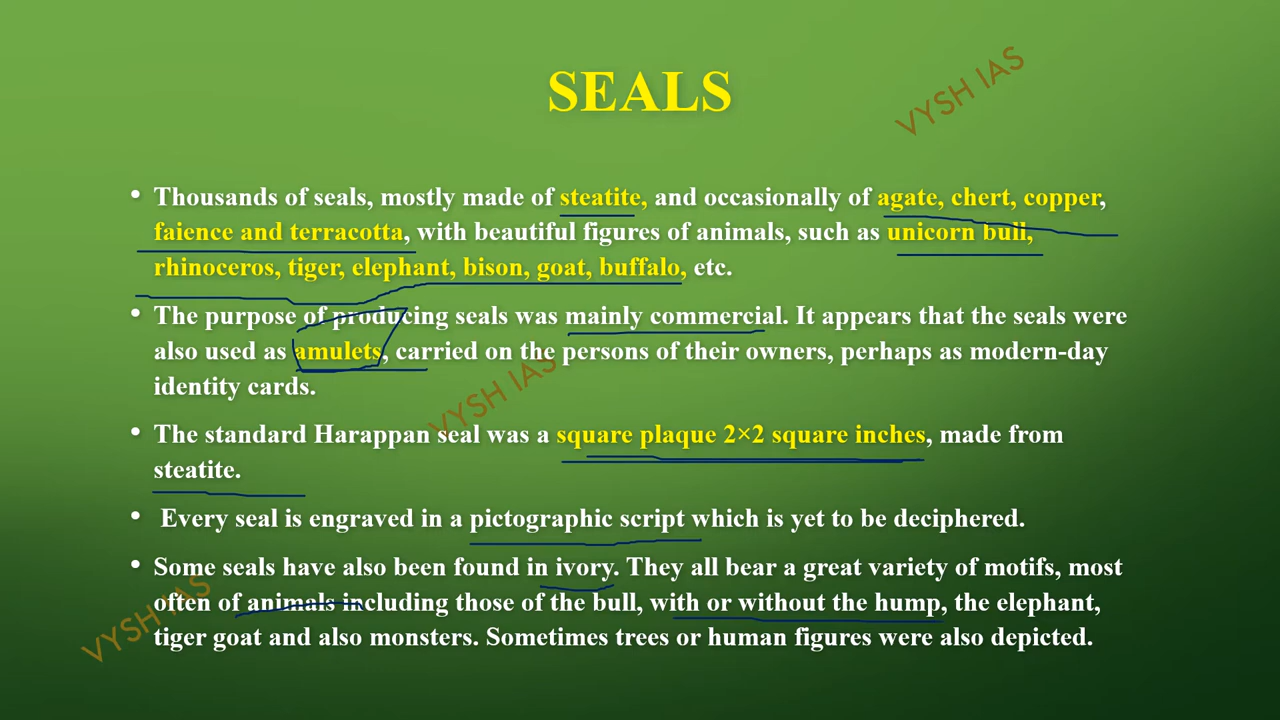 SEALS
VYSH IAS
• Thousands of seals, mostly made of steatite, and occasionally of agate, chert, copper,
faience and terracotta, with beautiful figures of animals, such as unicorn bull,
rhinoceros, tiger, elephant, bison, goat, buffalo, etc.
• The purpose of producing seals was mainly commercial. It appears that the seals were
also used as amulets, carried on the persons of their owners, perhaps as modern-day
identity cards.
VYSH IAS
• The standard Harappan seal was a square plaque 2×2 square inches, made from
steatite.
• Every seal is engraved in a pictographic script which is yet to be deciphered.
• Some seals have also been found in ivory. They all bear a great variety of motifs, most
often of animals including those of the bull, with or without the hump, the elephant,
tiger goat and also monsters. Sometimes trees or human figures were also depicted.
VYSH IAS